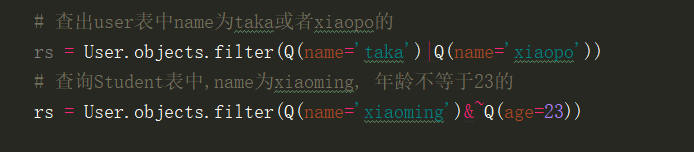 # 查出user表中name为taka或者xiaopo的
rs = User.objects.filter(Q(name='taka')|Q(name='xiaopo'))
# 查询Student表中,name为xiaoming, 年龄不等于23的
rs = User.objects.filter(Q(name='xiaoming')&~Q(age=23))